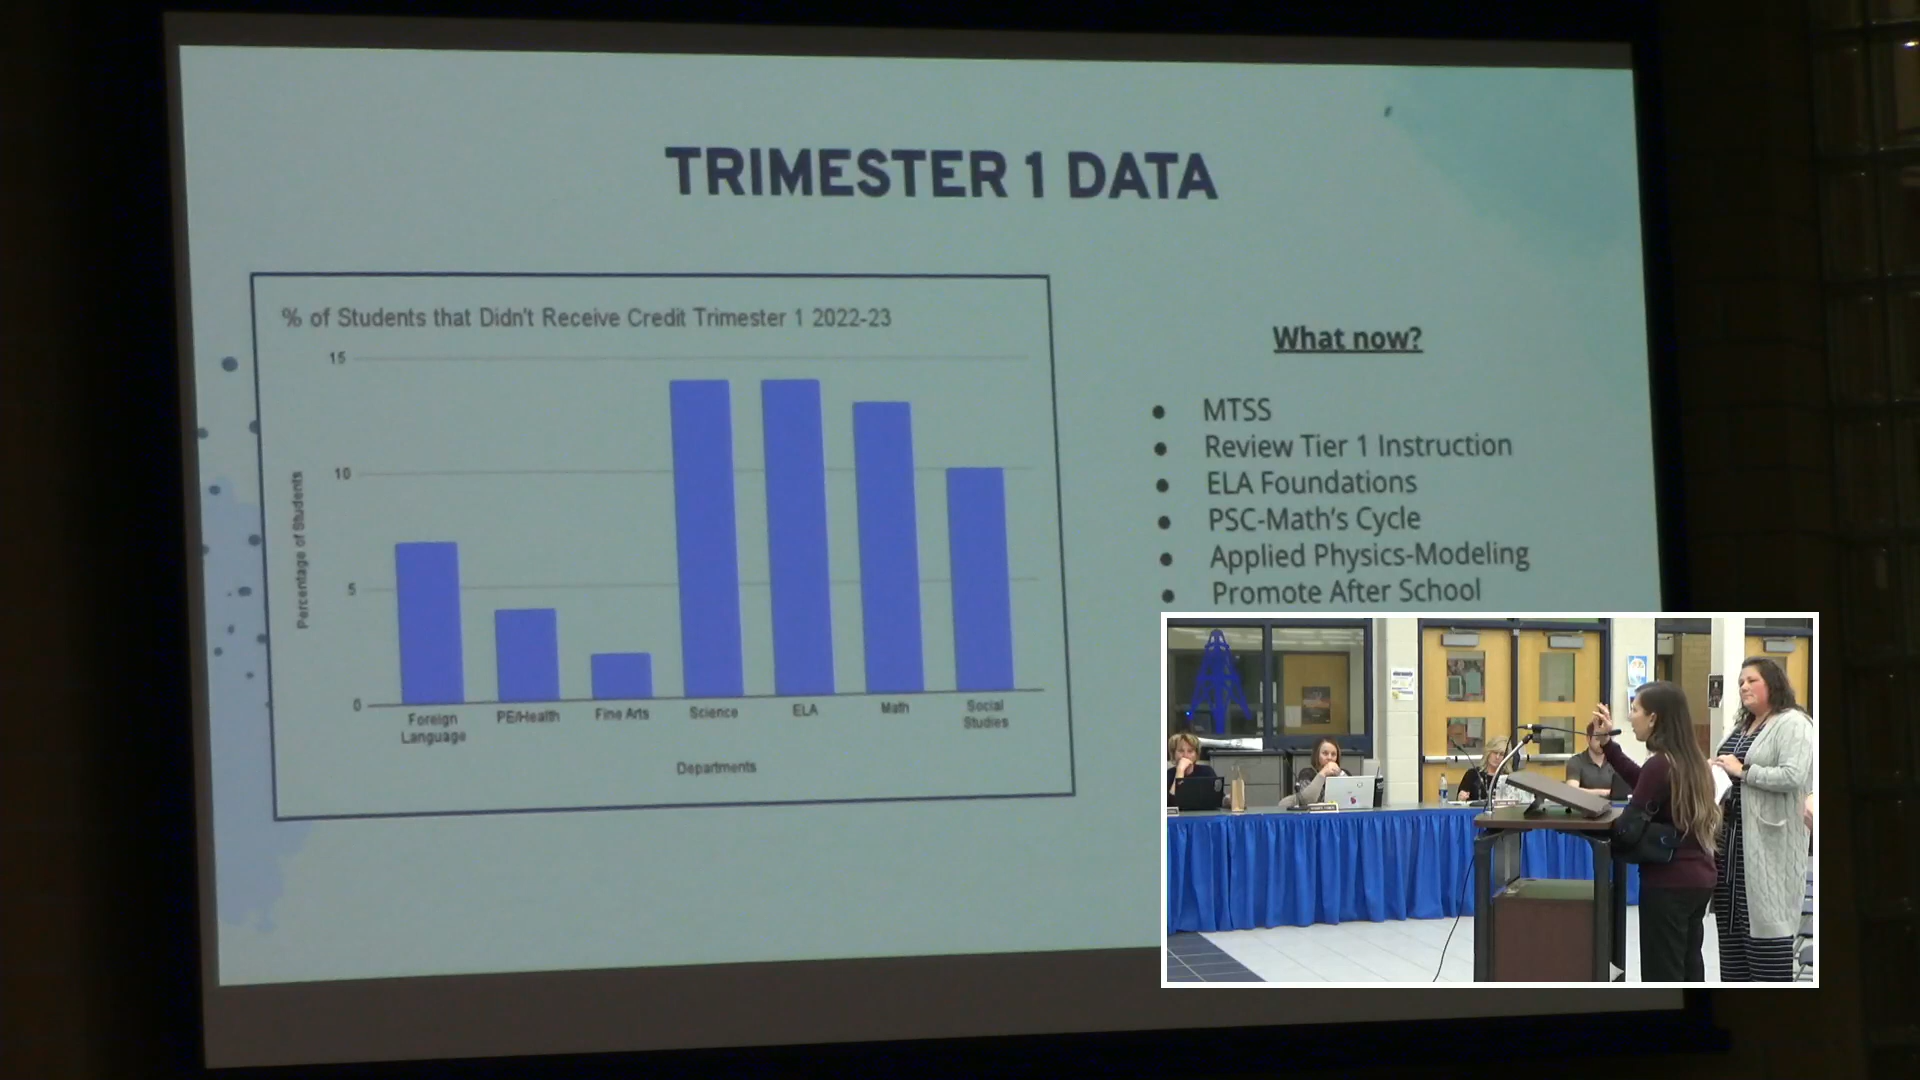 TRIMESTER 1 DATA
% of Students that Didn't Receive Credit Trimester 1 2022-23
15
10
5
0
Percentage of Students
Foreign
Language
PE/Health
Fine Arts
Science
ELA
Math
Social
Studies
Departments
What now?
• MTSS
• Review Tier 1 Instruction
• ELA Foundations
• PSC-Math's Cycle
• Applied Physics-Modeling
• Promote After School